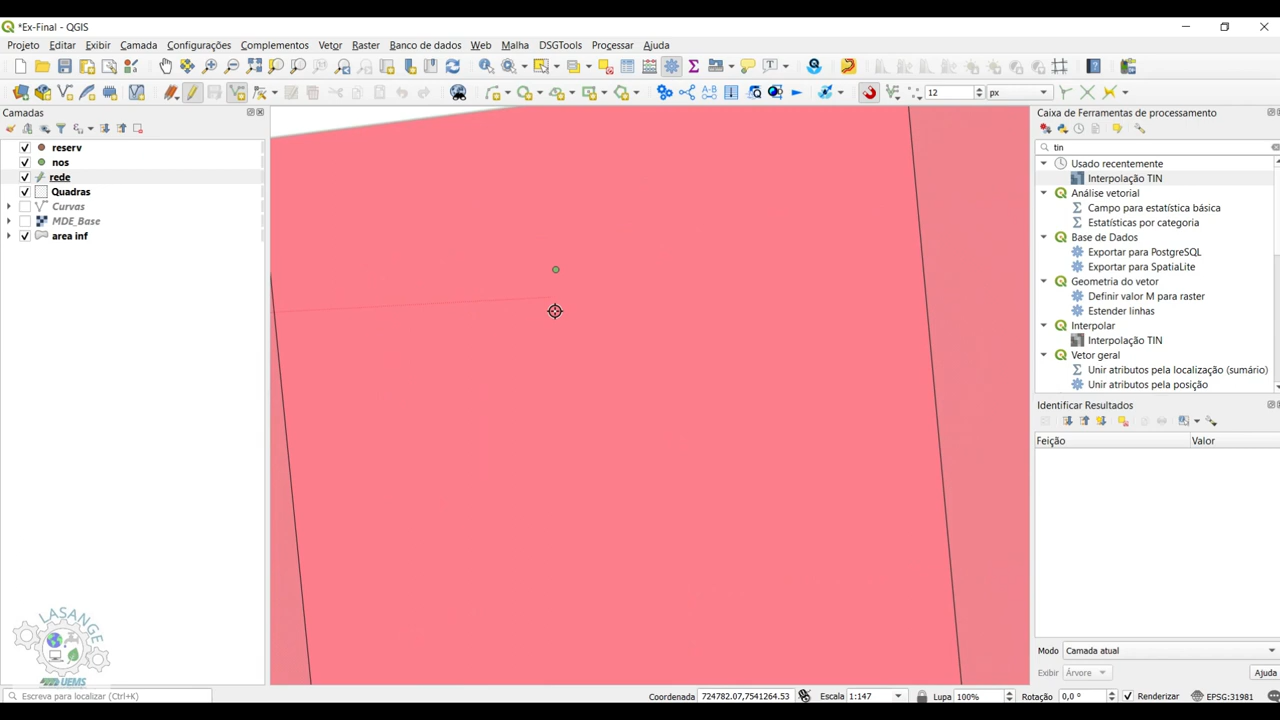 *Ex-Final - QGIS
Projeto Editar Exibir Camada Configurações Complementos Vetor Raster Banco de dados Web Malha DSGTools Processar Ajuda
12 px
Camadas
reserv
nos
rede
Quadras
Curvas
MDE_Base
area inf
Caixa de Ferramentas de processamento
tin
Usado recentemente
Interpolação TIN
Análise vetorial
Campo para estatística básica
Estatísticas por categoria
Base de Dados
Exportar para PostgreSQL
Exportar para SpatiaLite
Geometria do vetor
Definir valor M para raster
Estender linhas
Interpolar
Interpolação TIN
Vetor geral
Unir atributos pela localização (sumário)
Unir atributos pela posição
Identificar Resultados
Feição Valor
Modo Camada atual
Exibir Árvore Ajuda
LASANGE
UEMS
Escreva para localizar (Ctrl+K) Coordenada 724782.07,7541264.53 Escala 1:147 Lupa 100% Rotação 0,0 ° Renderizar EPSG:31981